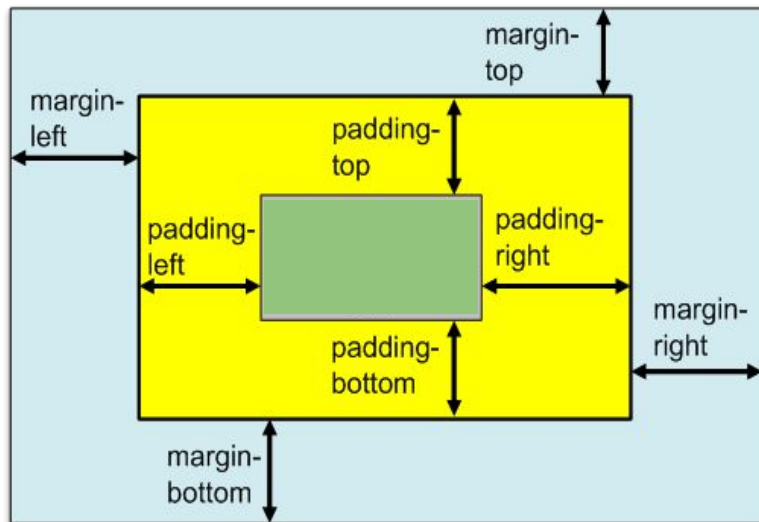 margin-
top
margin-
left
padding-
top
padding-
left
padding-
right
margin-
right
padding-
bottom
margin-
bottom